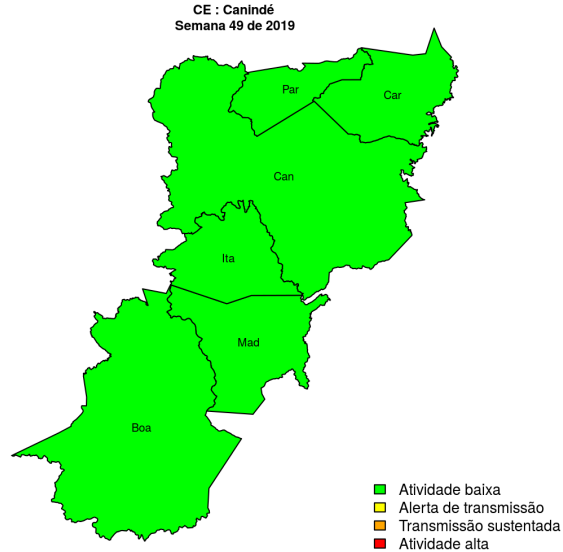 CE : Canindé
Semana 49 de 2019
Par
Car
Can
Ita
Mad
Boa
Atividade baixa
Alerta de transmissão
Transmissão sustentada
Atividade alta